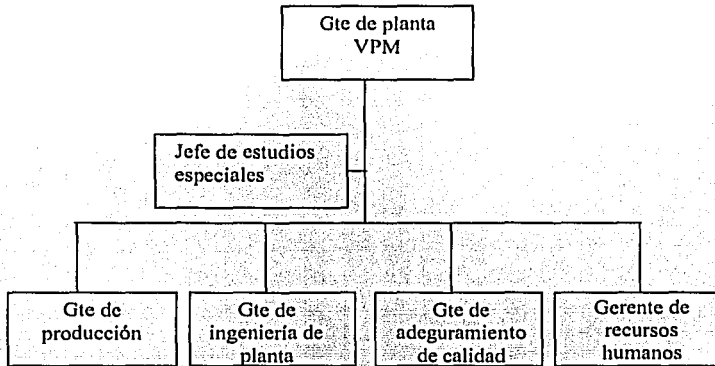 Gte de planta
VPM
Jefe de estudios
especiales
Gte de
producción
Gte de
ingeniería de
planta
Gte de
adeguramiento
de calidad
Gerente de
recursos
humanos